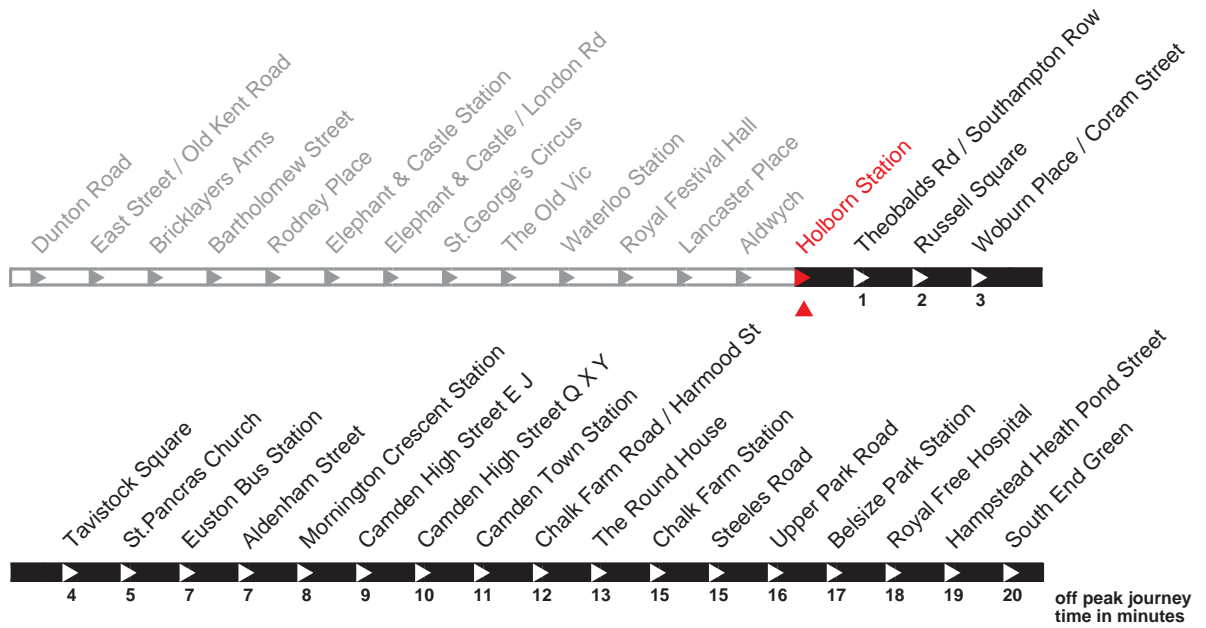 Dunton Road
East Street / Old Kent Road
Bricklayers Arms
Bartholomew Street
Rodney Place
Elephant & Castle Station
Elephant & Castle / London Rd
St.George's Circus
The Old Vic
Waterloo Station
Royal Festival Hall
Lancaster Place
Aldwych
Holborn Station
Theobalds Rd / Southampton Row
Russell Square
Woburn Place / Coram Street
1 2 3
Tavistock Square
St.Pancras Church
Euston Bus Station
Aldenham Street
Mornington Crescent Station
Camden High Street E J
Camden High Street Q X Y
Camden Town Station
Chalk Farm Road / Harmood St
The Round House
Chalk Farm Station
Steeles Road
Upper Park Road
Belsize Park Station
Royal Free Hospital
Hampstead Heath Pond Street
South End Green
4 5 7 7 8 9 10 11 12 13 15 15 16 17 18 19 20
off peak journey
time in minutes